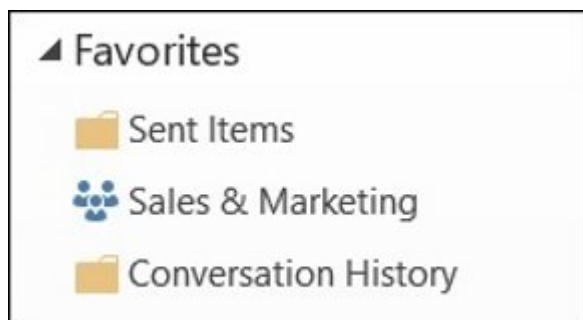 Favorites
Sent Items
Sales & Marketing
Conversation History